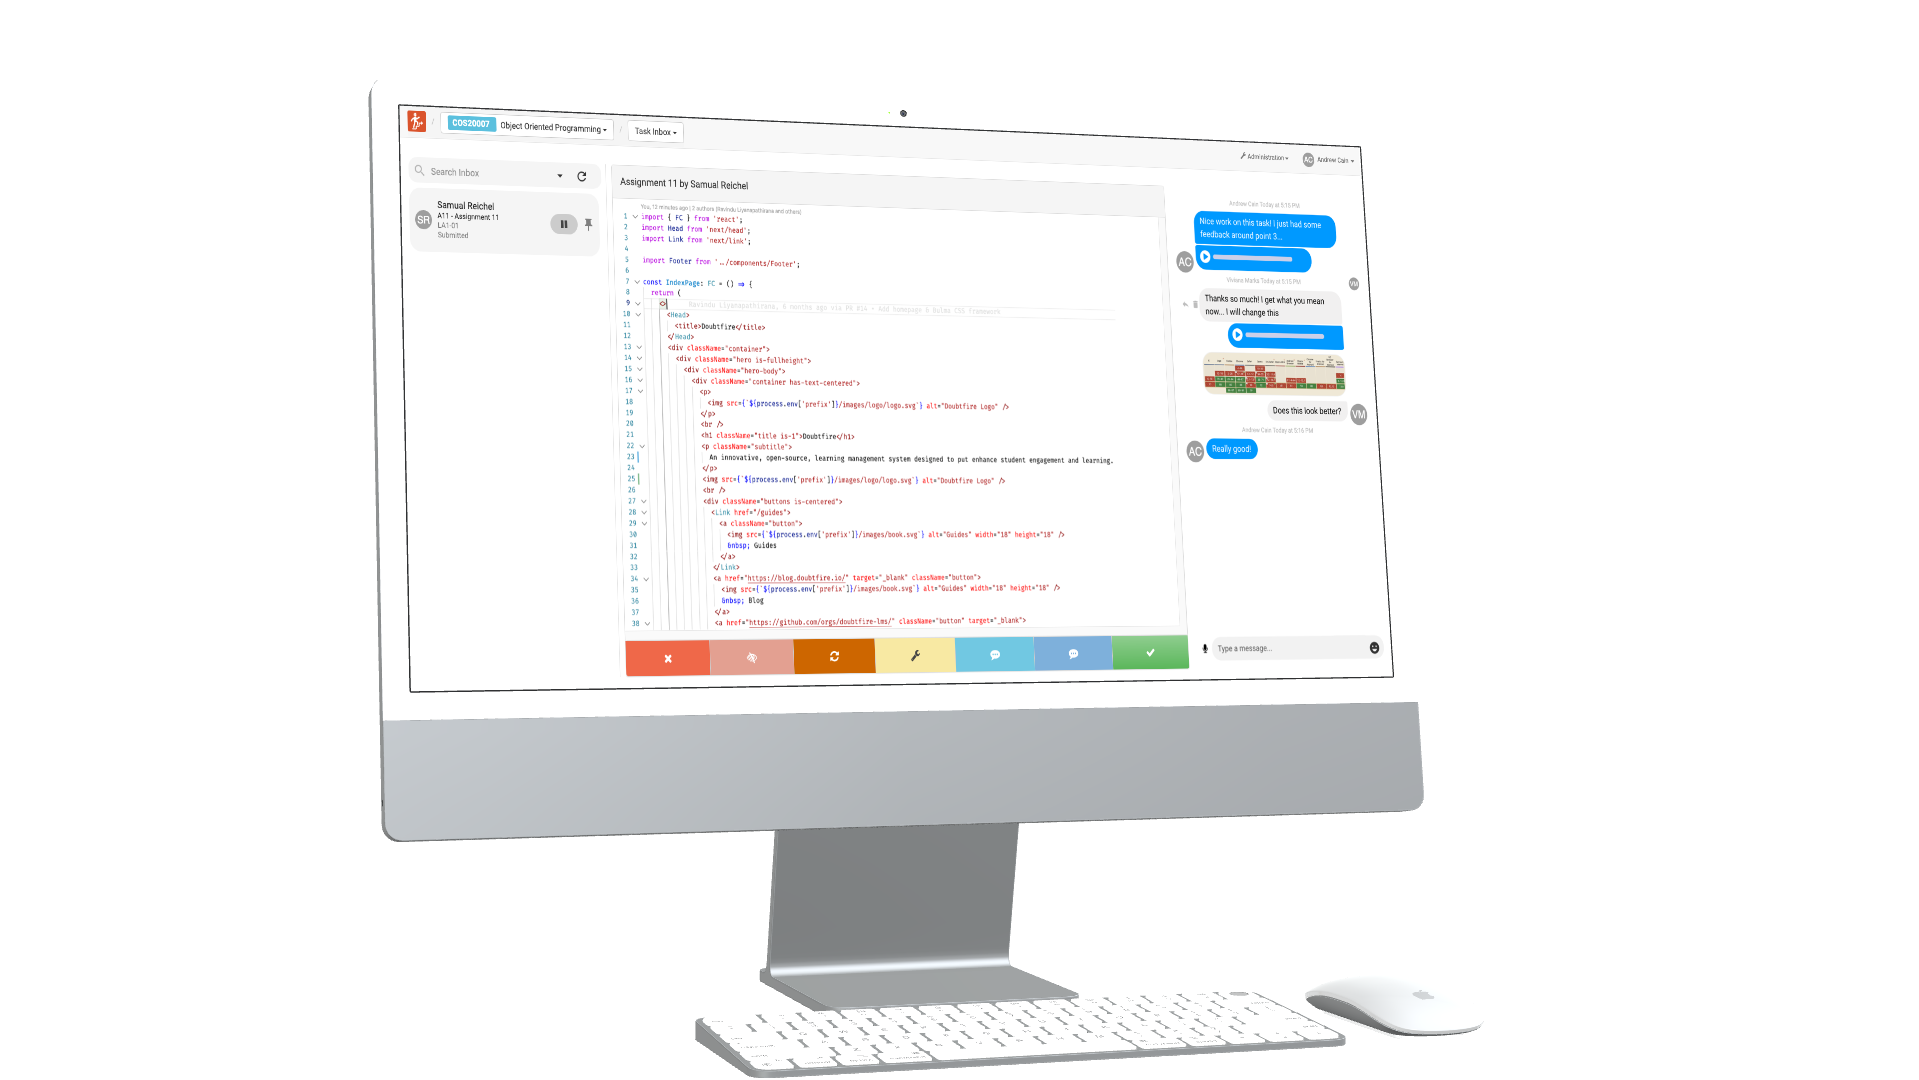 COS20007 Object Oriented Programming
Task Inbox
Administration
AC Andrew Cain
Search Inbox
SR
Samual Reichel
A11 - Assignment 11
LA1-01
Submitted
Assignment 11 by Samual Reichel
You, 12 minutes ago | 2 authors (Ravindu Liyanapathirana and others)
1 import { FC } from 'react';
2 import Head from 'next/head';
3 import Link from 'next/link';
4
5 import Footer from '../components/Footer';
6
7 const IndexPage: FC = () => {
8 return (
9 <> Ravindu Liyanapathirana, 6 months ago via PR #14 • Add homepage & Bulma CSS framework
10 <Head>
11 <title>Doubtfire</title>
12 </Head>
13 <div className="container">
14 <div className="hero is-fullheight">
15 <div className="hero-body">
16 <div className="container has-text-centered">
17 <p>
18 <img src={`${process.env['prefix']}/images/logo/logo.svg`} alt="Doubtfire Logo" />
19 </p>
20 <br />
21 <h1 className="title is-1">Doubtfire</h1>
22 <p className="subtitle">
23 An innovative, open-source, learning management system designed to put enhance student engagement and learning.
24 </p>
25 <img src={`${process.env['prefix']}/images/logo/logo.svg`} alt="Doubtfire Logo" />
26 <br />
27 <div className="buttons is-centered">
28 <Link href="/guides">
29 <a className="button">
30 <img src={`${process.env['prefix']}/images/book.svg`} alt="Guides" width="18" height="18" />
31 &nbsp; Guides
32 </a>
33 </Link>
34 <a href="https://blog.doubtfire.io/" target="_blank" className="button">
35 <img src={`${process.env['prefix']}/images/book.svg`} alt="Guides" width="18" height="18" />
36 &nbsp; Blog
37 </a>
38 <a href="https://github.com/orgs/doubtfire-lms/" className="button" target="_blank">
Andrew Cain Today at 5:15 PM
Nice work on this task! I just had some
feedback around point 3...
AC
Today at 5:15 PM
VM
Thanks so much! I get what you mean
now... I will change this
Does this look better?
VM
Andrew Cain Today at 5:16 PM
AC
Really good!
Type a message...